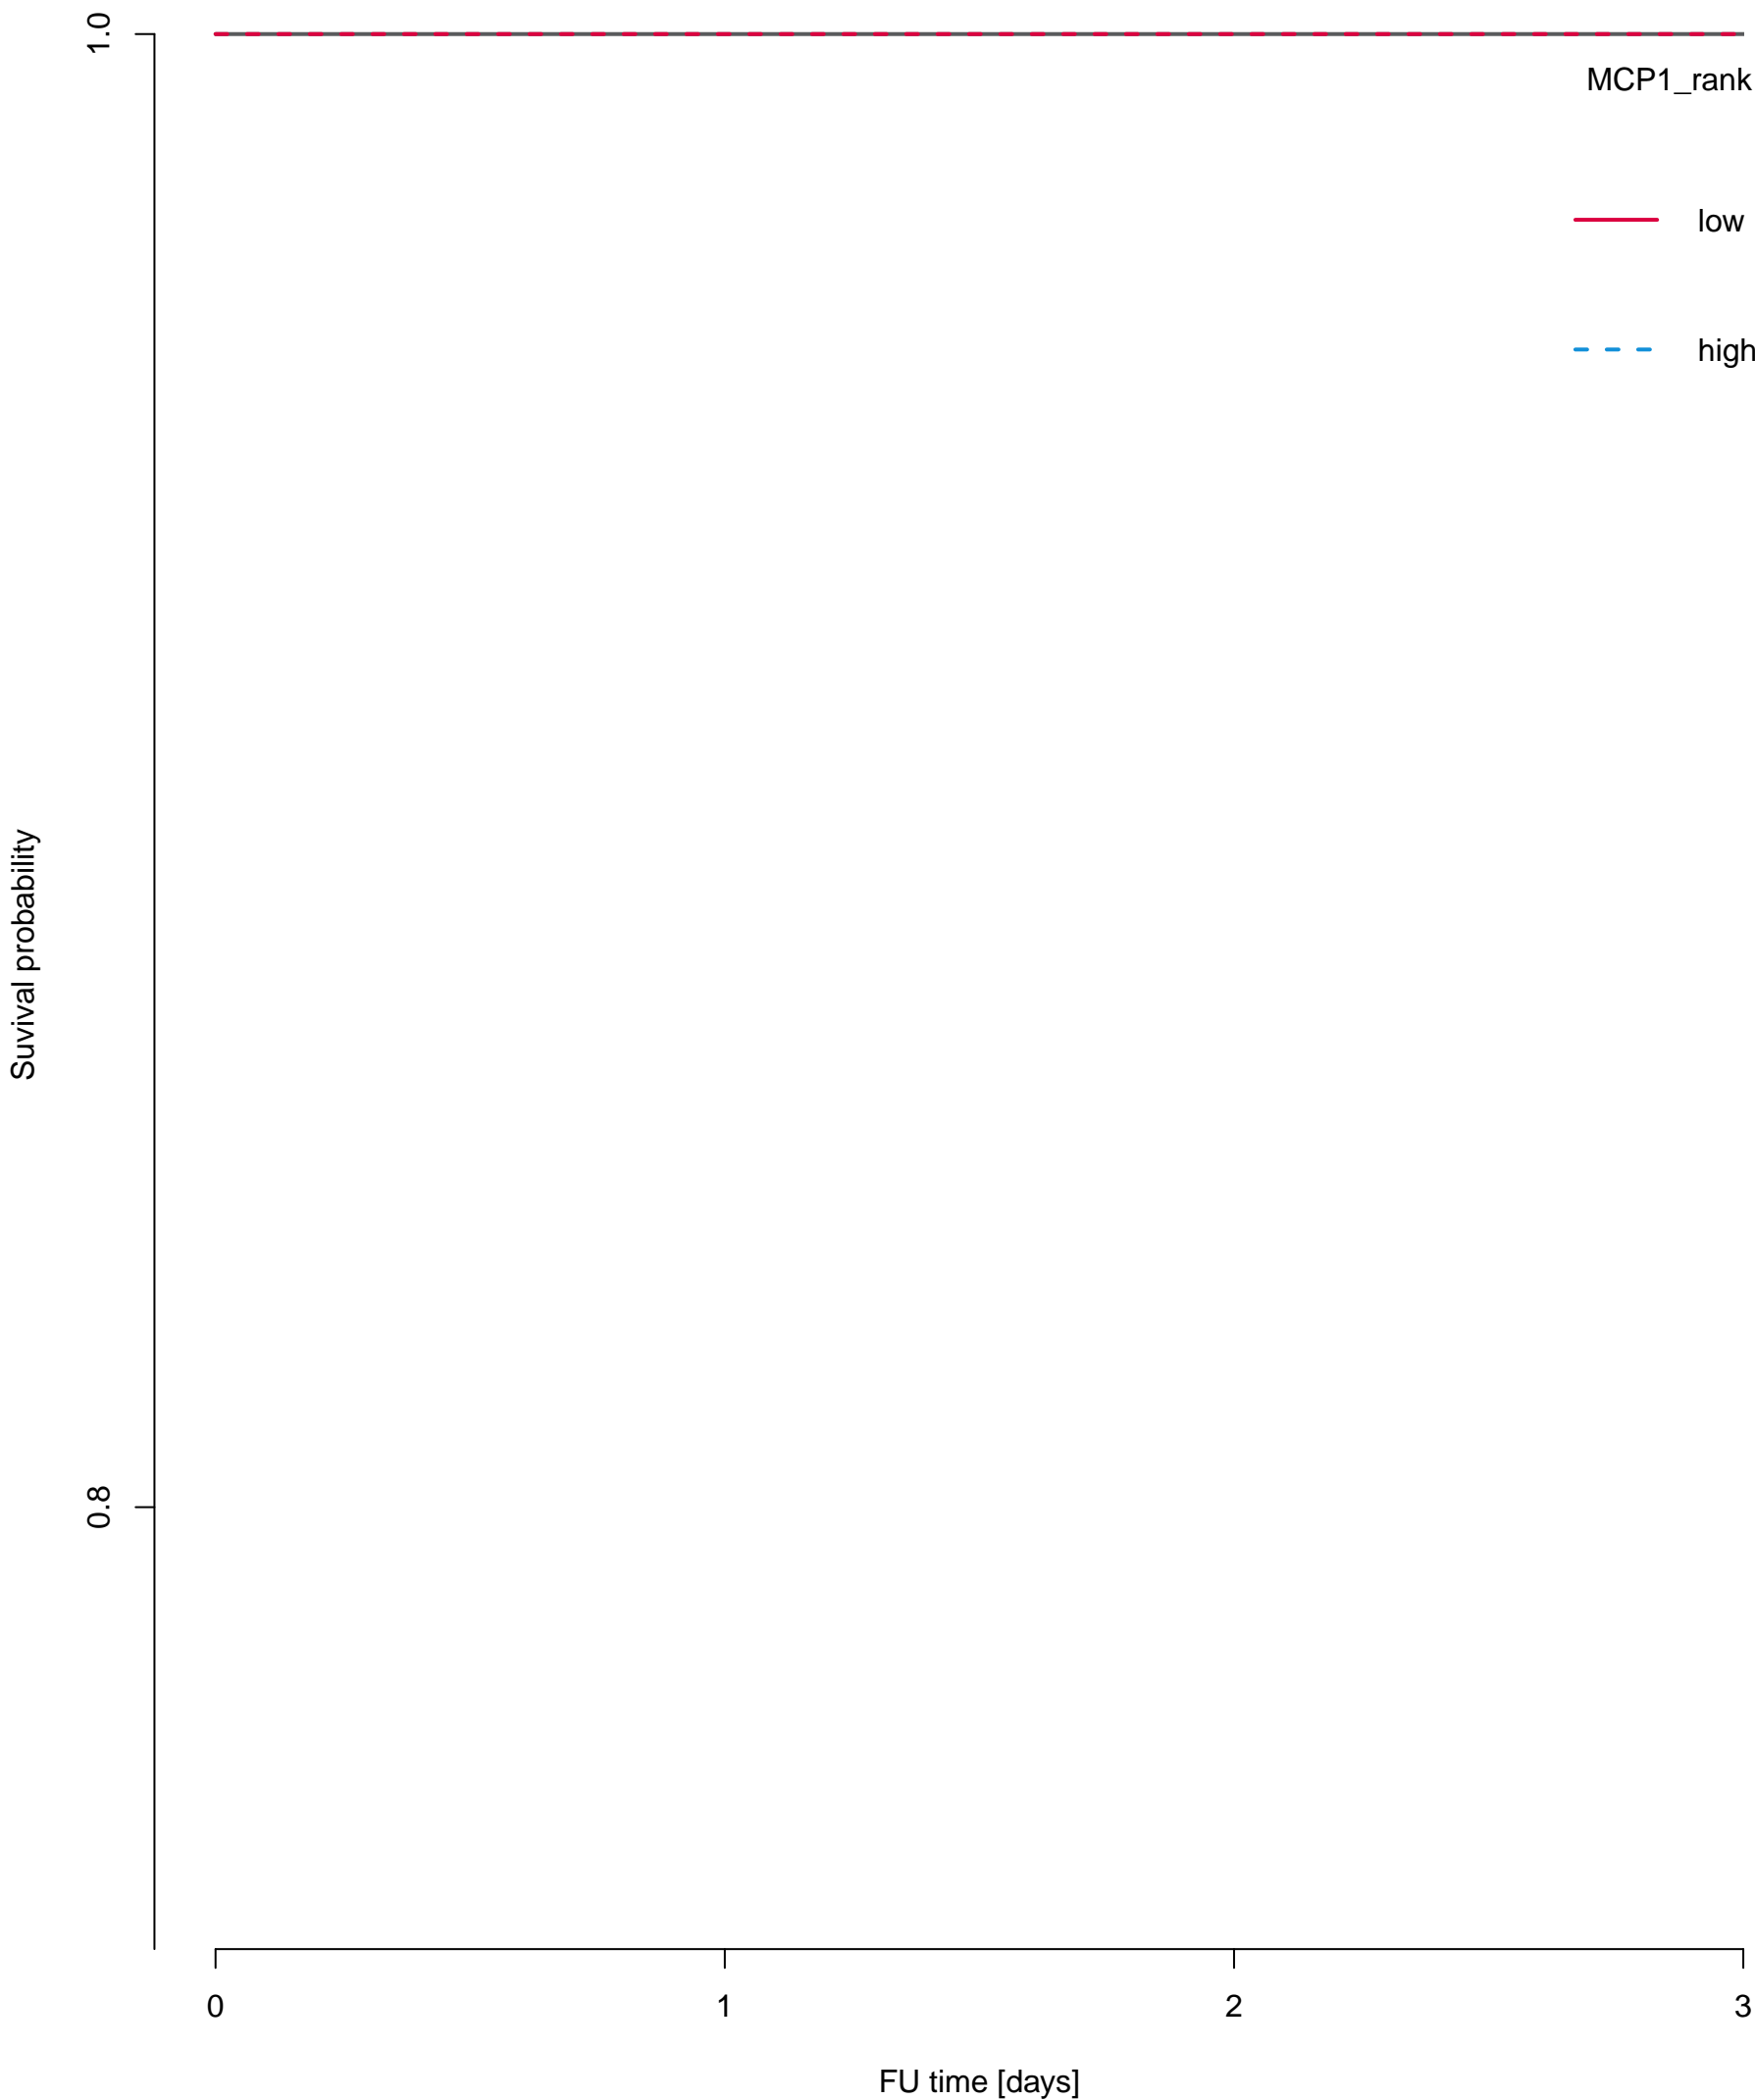 1.0
MCP1_rank
low
high
Suvival probability
0.8
0 1 2 3
FU time [days]